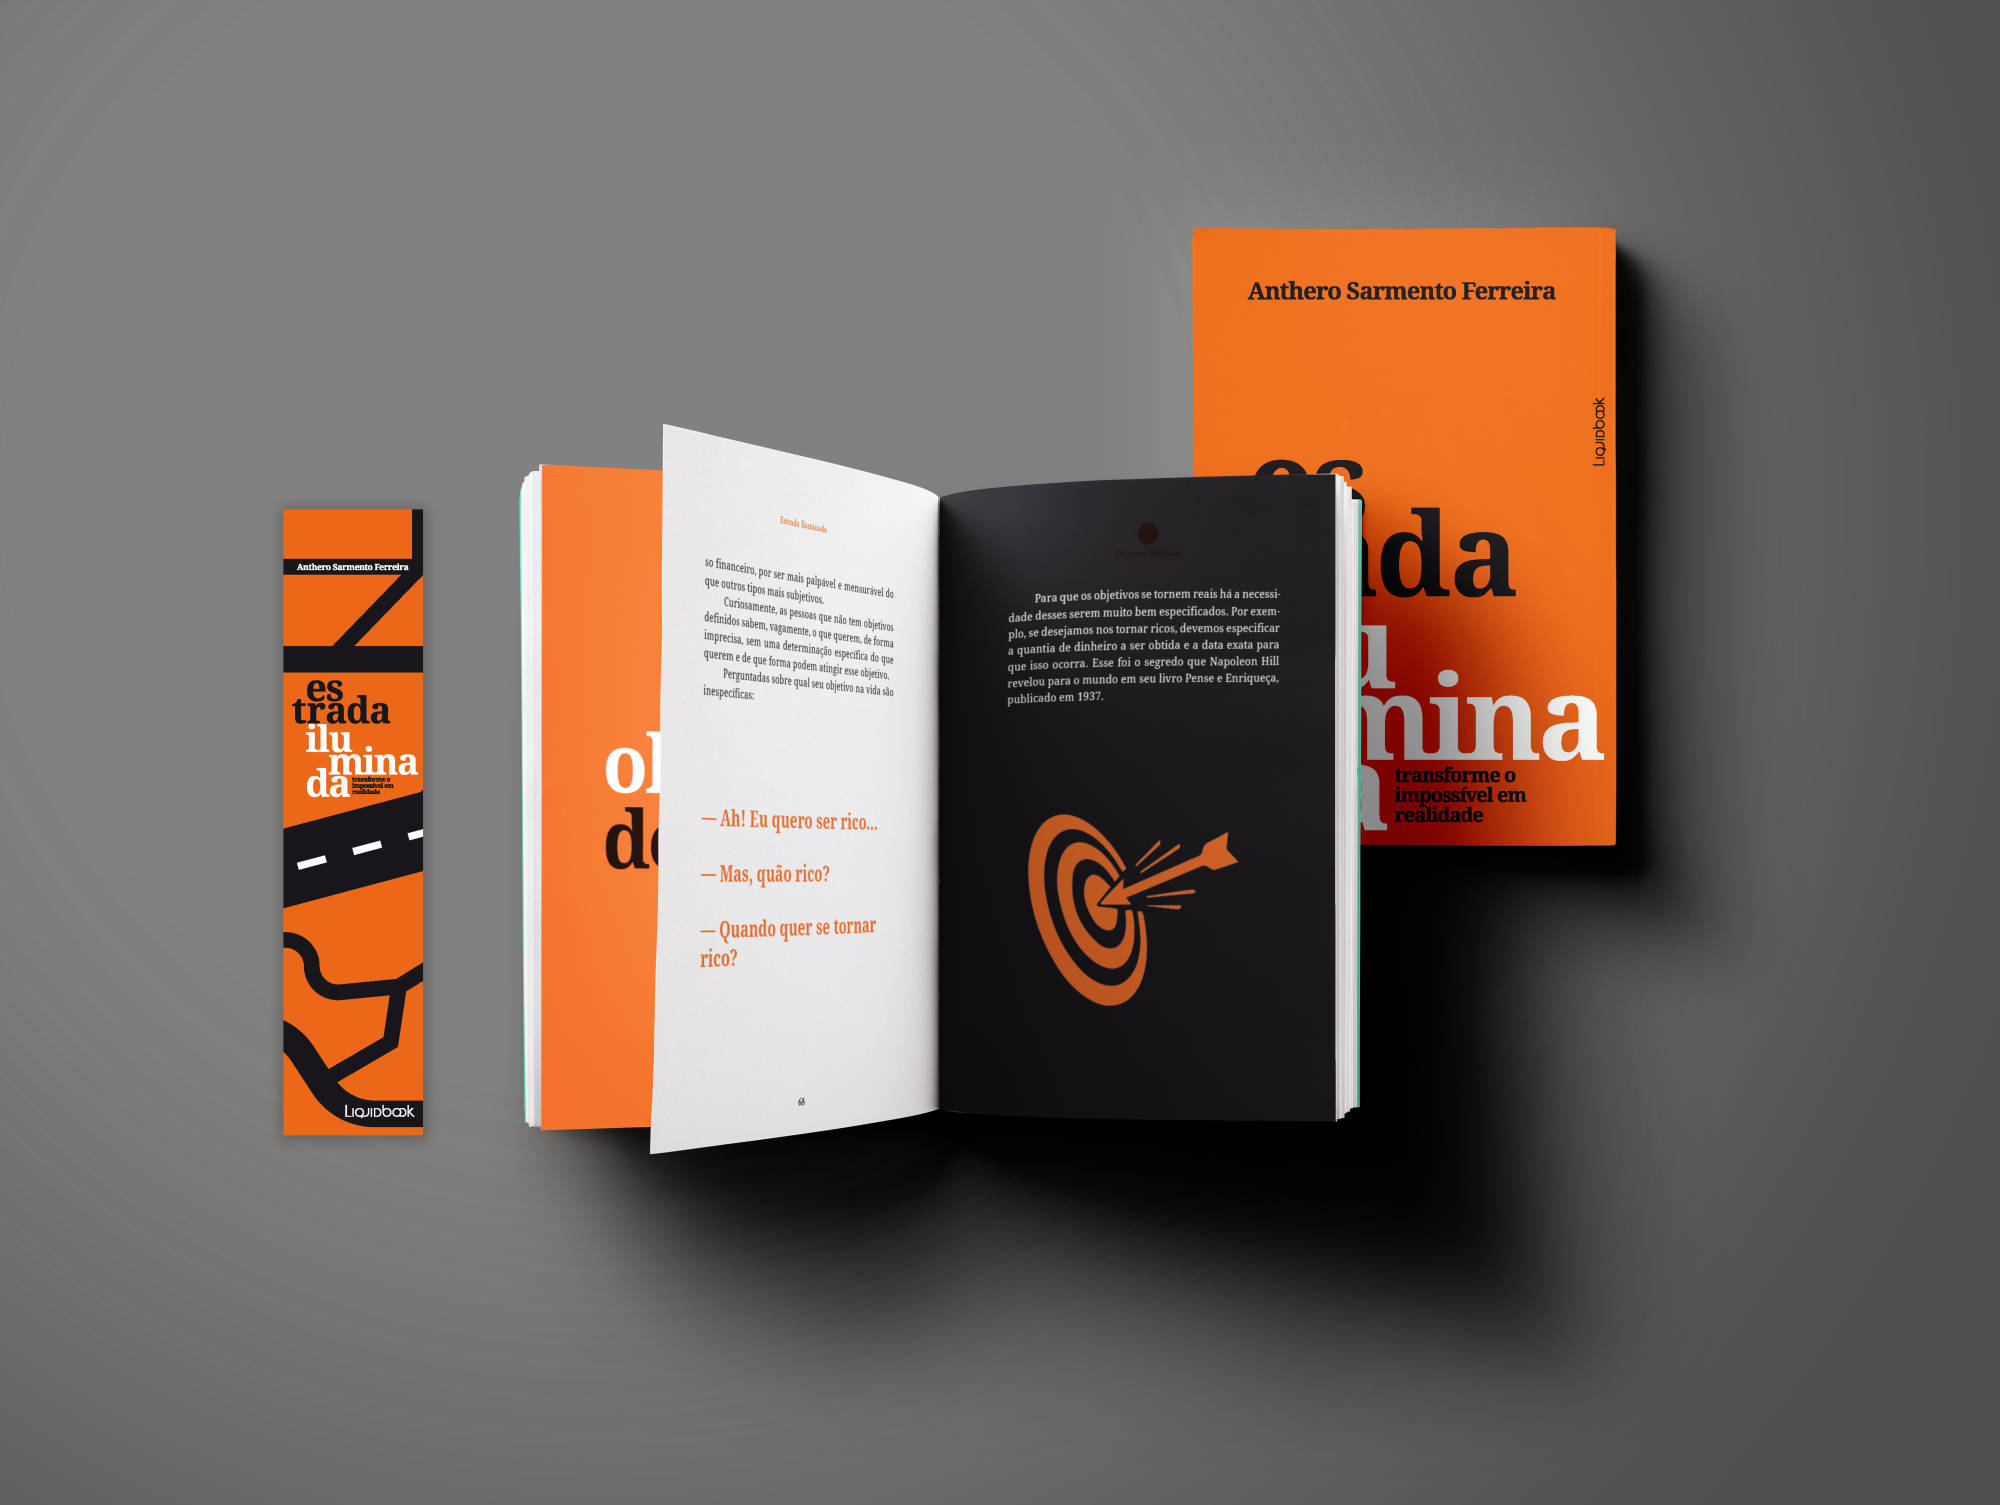 Anthero Sarmento Ferreira
es
trada
ilu
mina
da
transforme o
impossível em
realidade
Liquidbook
de
Estrada Iluminada
so financeiro, por ser mais palpável e mensurável do
que outros tipos mais subjetivos.
Curiosamente, as pessoas que não tem objetivos
definidos sabem, vagamente, o que querem, de forma
imprecisa, sem uma determinação específica do que
querem e de que forma podem atingir esse objetivo.
Perguntadas sobre qual seu objetivo na vida são
inespecíficas:
— Ah! Eu quero ser rico...
— Mas, quão rico?
— Quando quer se tornar
rico?
68
Para que os objetivos se tornem reais há a necessi-
dade desses serem muito bem especificados. Por exem-
plo, se desejamos nos tornar ricos, devemos especificar
a quantia de dinheiro a ser obtida e a data exata para
que isso ocorra. Esse foi o segredo que Napoleon Hill
revelou para o mundo em seu livro Pense e Enriqueça,
publicado em 1937.
Anthero Sarmento Ferreira
Liquidbook
es
ada
u
mina
a
transforme o
impossível em
realidade